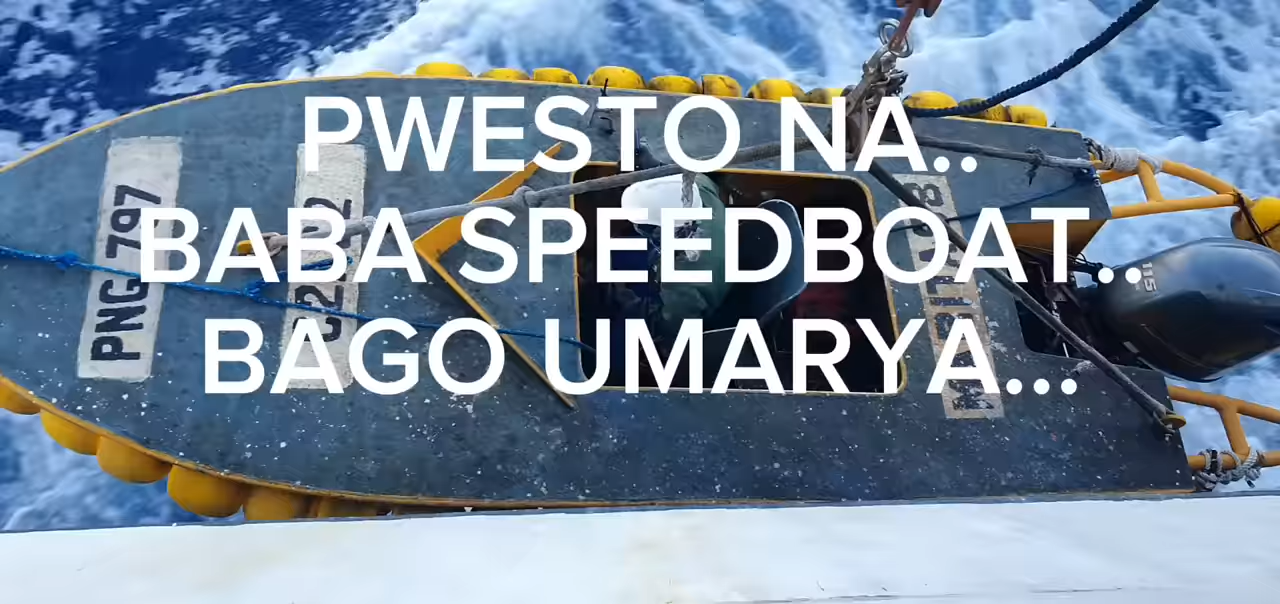 PWESTO NA..
BABA SPEEDBOAT..
BAGO UMARYA...
PNG 797
115